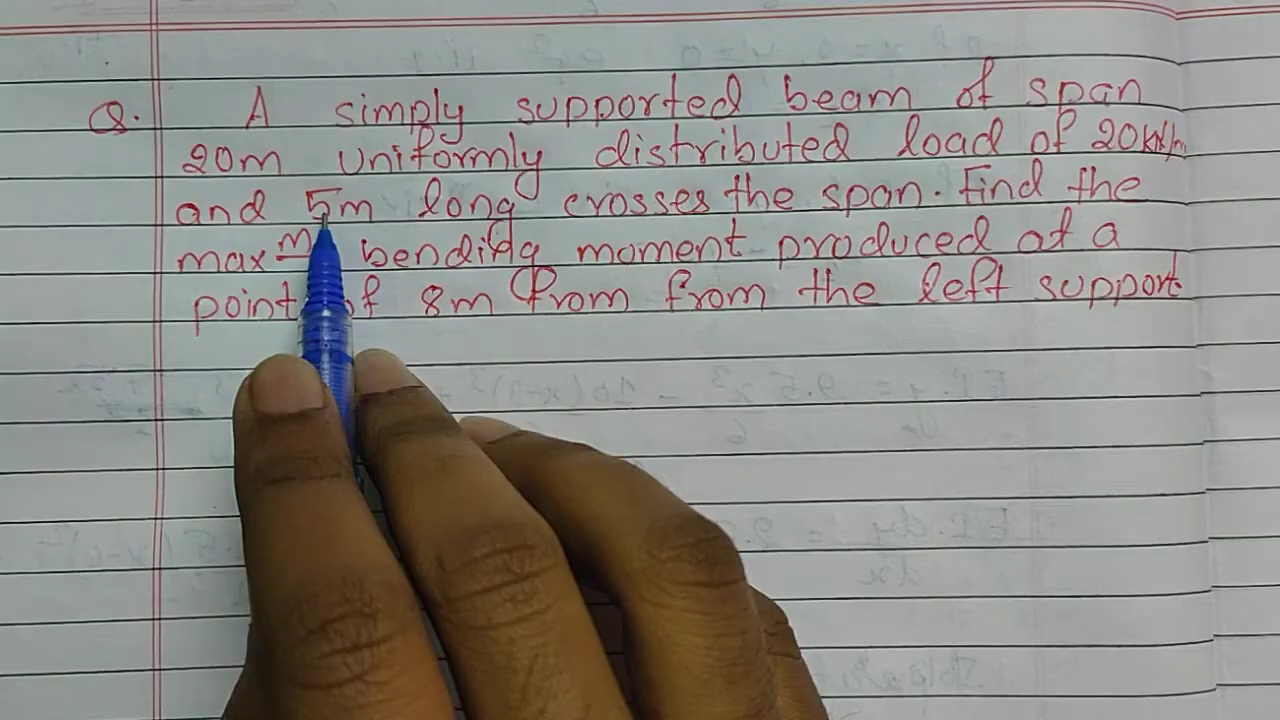 Q. A simply supported beam of span
20m uniformly distributed load of 20kN/m
and 5m long crosses the span. Find the
max m bending moment produced at a
point of 8m from from the left support